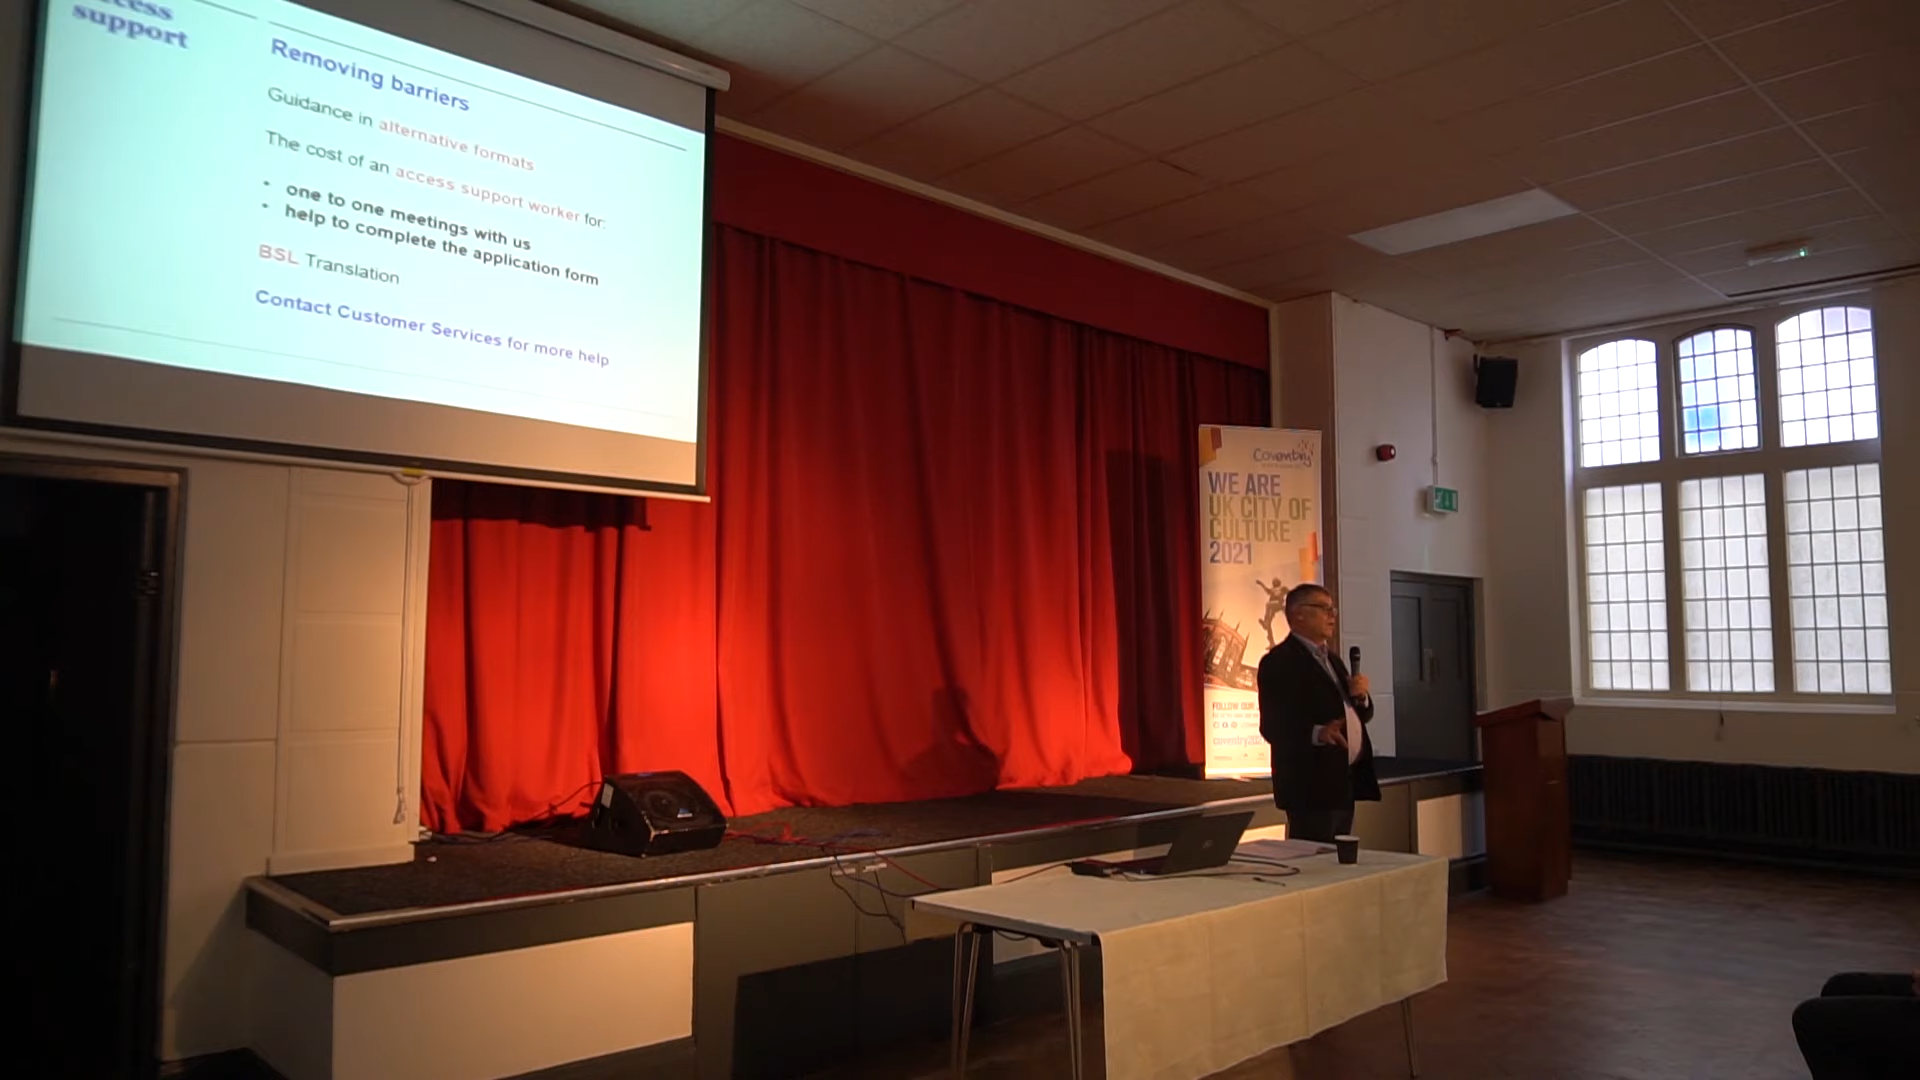 support
Removing barriers
Guidance in alternative formats
The cost of an access support worker for:
• one to one meetings with us
• help to complete the application form
BSL Translation
Contact Customer Services for more help
Coventry
WE ARE
UK CITY OF
CULTURE
2021
FOLLOW OUR